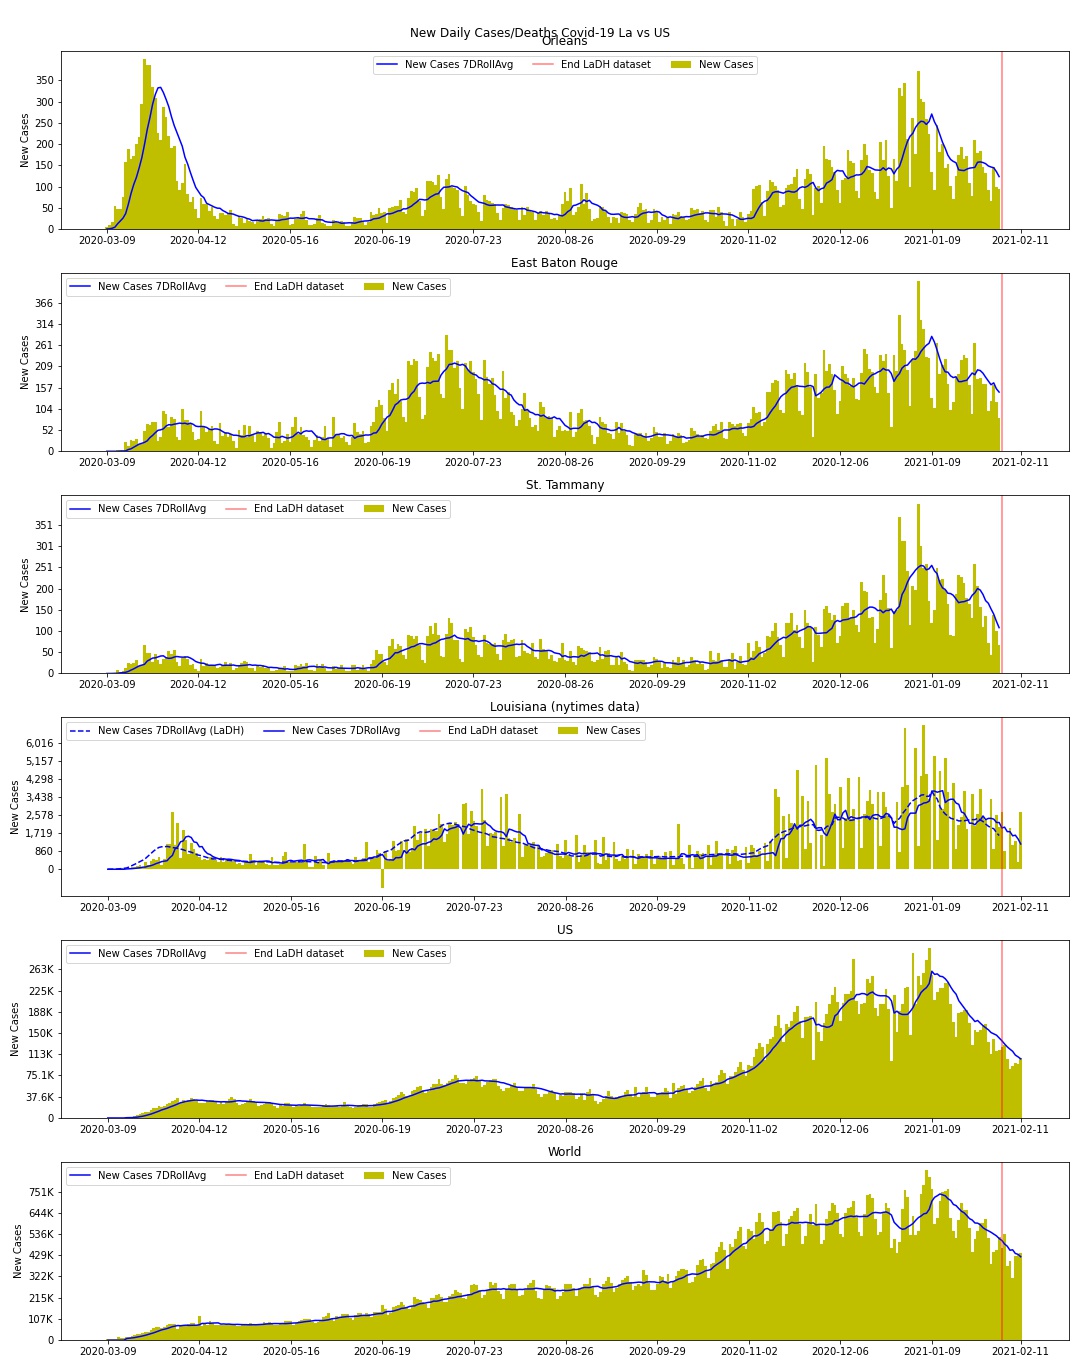 New Daily Cases/Deaths Covid-19 La vs US
Orleans
New Cases 7DRollAvg End LaDH dataset New Cases
New Cases
350
300
250
200
150
100
50
0
2020-03-09 2020-04-12 2020-05-16 2020-06-19 2020-07-23 2020-08-26 2020-09-29 2020-11-02 2020-12-06 2021-01-09 2021-02-11
East Baton Rouge
New Cases 7DRollAvg End LaDH dataset New Cases
New Cases
366
314
261
209
157
104
52
0
2020-03-09 2020-04-12 2020-05-16 2020-06-19 2020-07-23 2020-08-26 2020-09-29 2020-11-02 2020-12-06 2021-01-09 2021-02-11
St. Tammany
New Cases 7DRollAvg End LaDH dataset New Cases
New Cases
351
301
251
200
150
100
50
0
2020-03-09 2020-04-12 2020-05-16 2020-06-19 2020-07-23 2020-08-26 2020-09-29 2020-11-02 2020-12-06 2021-01-09 2021-02-11
Louisiana (nytimes data)
New Cases 7DRollAvg (LaDH) New Cases 7DRollAvg End LaDH dataset New Cases
New Cases
6,016
5,157
4,298
3,438
2,578
1,719
860
0
2020-03-09 2020-04-12 2020-05-16 2020-06-19 2020-07-23 2020-08-26 2020-09-29 2020-11-02 2020-12-06 2021-01-09 2021-02-11
US
New Cases 7DRollAvg End LaDH dataset New Cases
New Cases
263K
225K
188K
150K
113K
75.1K
37.6K
0
2020-03-09 2020-04-12 2020-05-16 2020-06-19 2020-07-23 2020-08-26 2020-09-29 2020-11-02 2020-12-06 2021-01-09 2021-02-11
World
New Cases 7DRollAvg End LaDH dataset New Cases
New Cases
751K
644K
536K
429K
322K
215K
107K
0
2020-03-09 2020-04-12 2020-05-16 2020-06-19 2020-07-23 2020-08-26 2020-09-29 2020-11-02 2020-12-06 2021-01-09 2021-02-11